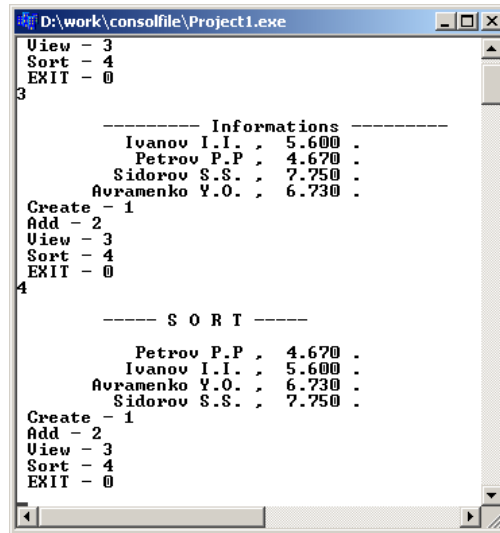 D:\work\consolfile\Project1.exe
View - 3
Sort - 4
EXIT - 0
3
--------- Informations ---------
Ivanov I.I. , 5.600 .
Petrov P.P , 4.670 .
Sidorov S.S. , 7.750 .
Avramenko Y.O. , 6.730 .
Create - 1
Add - 2
View - 3
Sort - 4
EXIT - 0
4
----- S O R T -----
Petrov P.P , 4.670 .
Ivanov I.I. , 5.600 .
Avramenko Y.O. , 6.730 .
Sidorov S.S. , 7.750 .
Create - 1
Add - 2
View - 3
Sort - 4
EXIT - 0